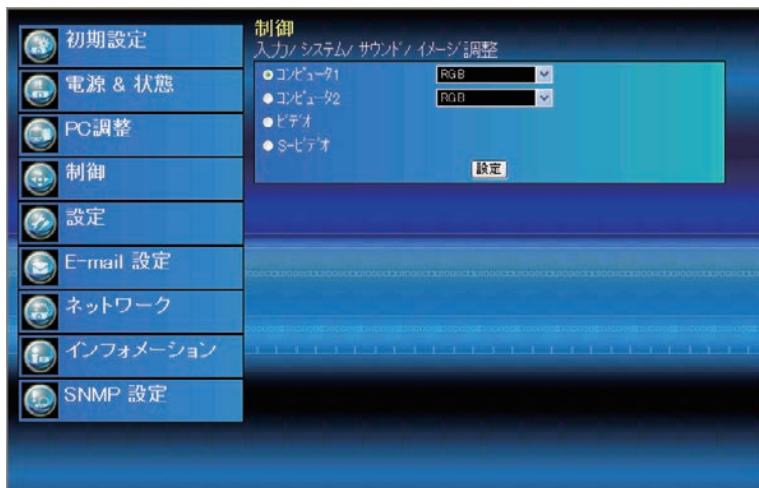 初期設定
電源 & 状態
PC調整
制御
設定
E-mail 設定
ネットワーク
インフォメーション
SNMP 設定
制御
入力/ システム/ サウンド/ イメージ調整
コンピュータ1 RGB
コンピュータ2 RGB
ビデオ
S-ビデオ
設定